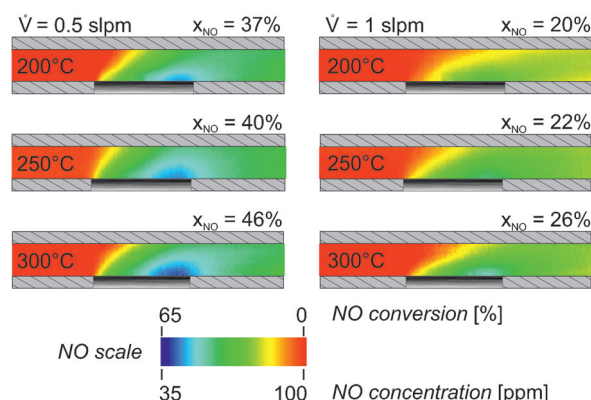 V̊ = 0.5 slpm x_NO = 37% V̊ = 1 slpm x_NO = 20%
200°C 200°C
x_NO = 40% x_NO = 22%
250°C 250°C
x_NO = 46% x_NO = 26%
300°C 300°C
65 0 NO conversion [%]
NO scale
35 100 NO concentration [ppm]